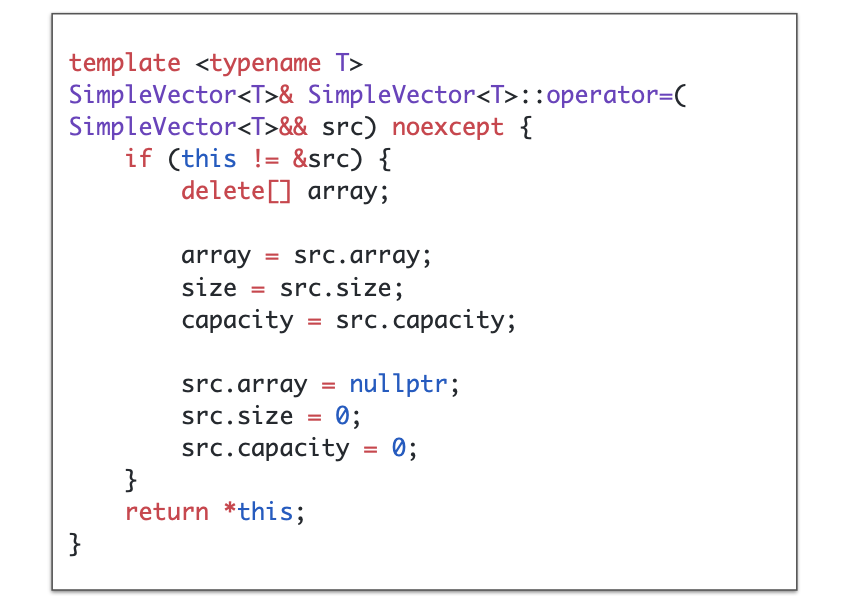 template <typename T>
SimpleVector<T>& SimpleVector<T>::operator=(
SimpleVector<T>&& src) noexcept {
    if (this != &src) {
        delete[] array;

        array = src.array;
        size = src.size;
        capacity = src.capacity;

        src.array = nullptr;
        src.size = 0;
        src.capacity = 0;
    }
    return *this;
}